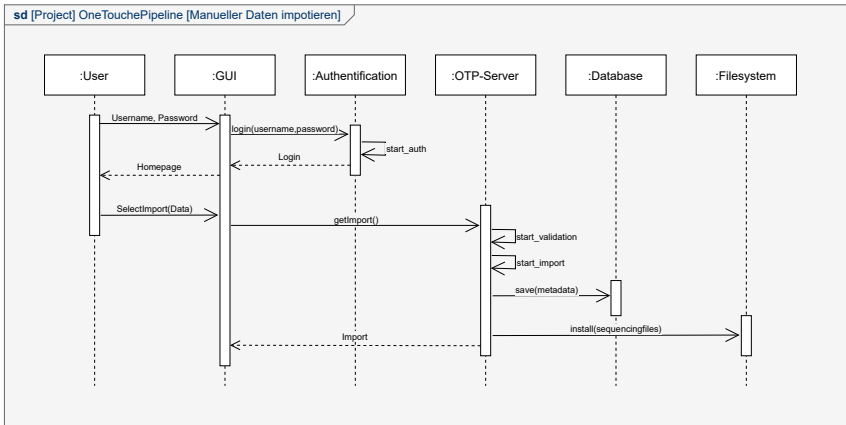 sd [Project] OneTouchePipeline [Manueller Daten impotieren]
:User
:GUI
:Authentification
:OTP-Server
:Database
:Filesystem
Username, Password
login(username,password)
start_auth
Login
Homepage
SelectImport(Data)
getImport()
start_validation
start_import
save(metadata)
install(sequencingfiles)
Import